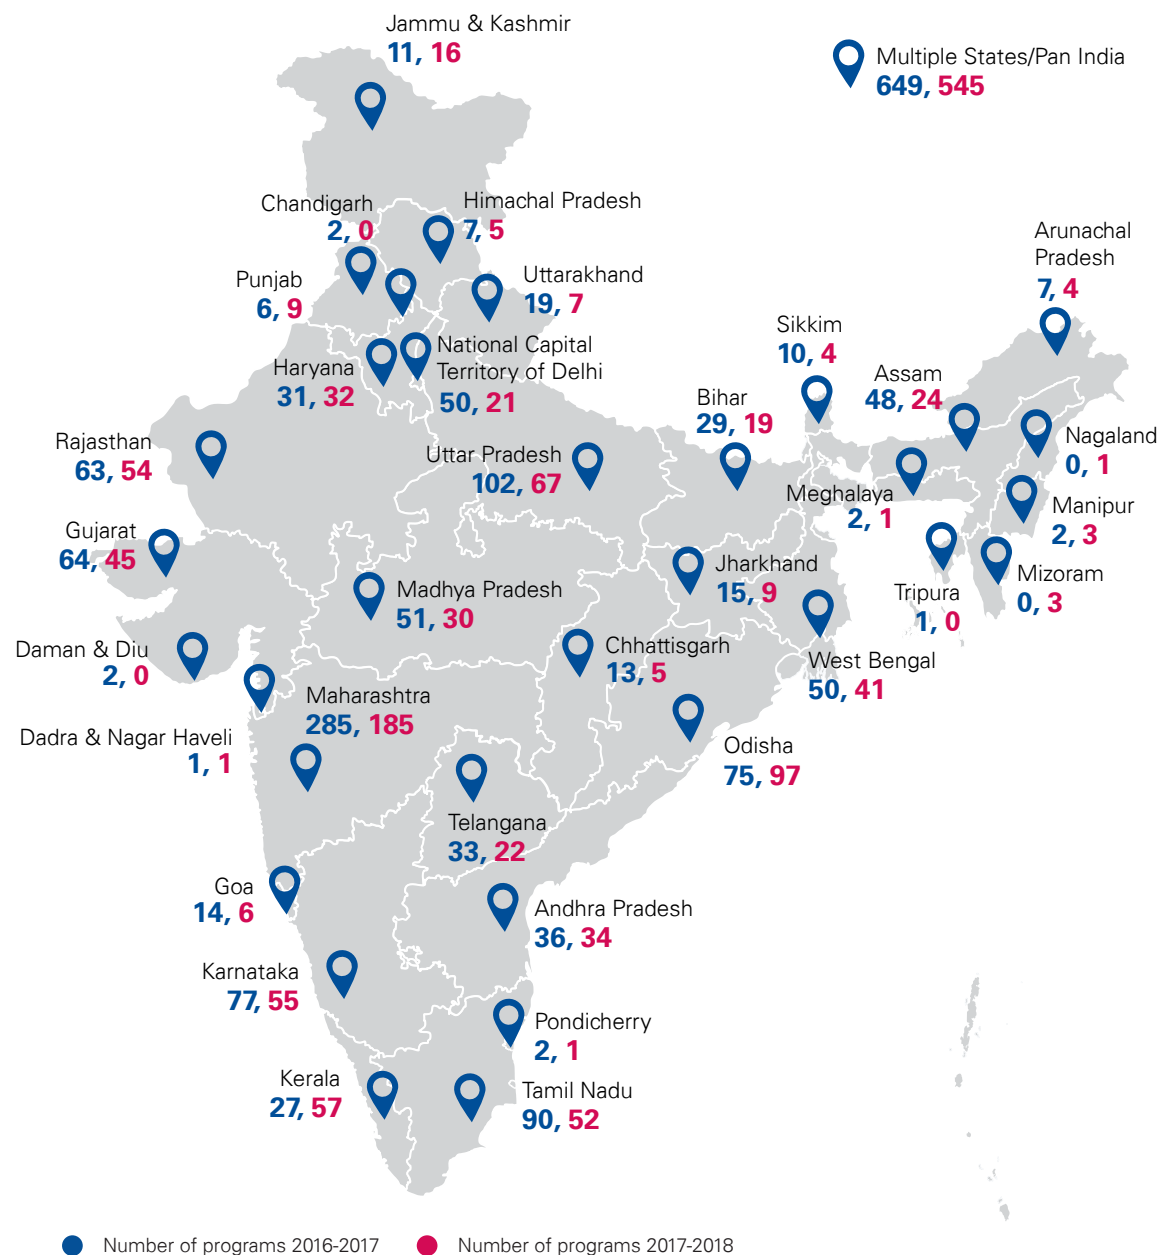 Jammu & Kashmir
11, 16
Multiple States/Pan India
649, 545
Chandigarh
2, 0
Himachal Pradesh
7, 5
Arunachal
Pradesh
7, 4
Punjab
6, 9
Uttarakhand
19, 7
Sikkim
10, 4
National Capital
Territory of Delhi
50, 21
Haryana
31, 32
Assam
48, 24
Bihar
29, 19
Rajasthan
63, 54
Uttar Pradesh
102, 67
Nagaland
0, 1
Meghalaya
2, 1
Manipur
2, 3
Gujarat
64, 45
Jharkhand
15, 9
Mizoram
0, 3
Madhya Pradesh
51, 30
Tripura
1, 0
Daman & Diu
2, 0
Chhattisgarh
13, 5
West Bengal
50, 41
Maharashtra
285, 185
Dadra & Nagar Haveli
1, 1
Odisha
75, 97
Telangana
33, 22
Goa
14, 6
Andhra Pradesh
36, 34
Karnataka
77, 55
Pondicherry
2, 1
Kerala
27, 57
Tamil Nadu
90, 52
Number of programs 2016-2017
Number of programs 2017-2018